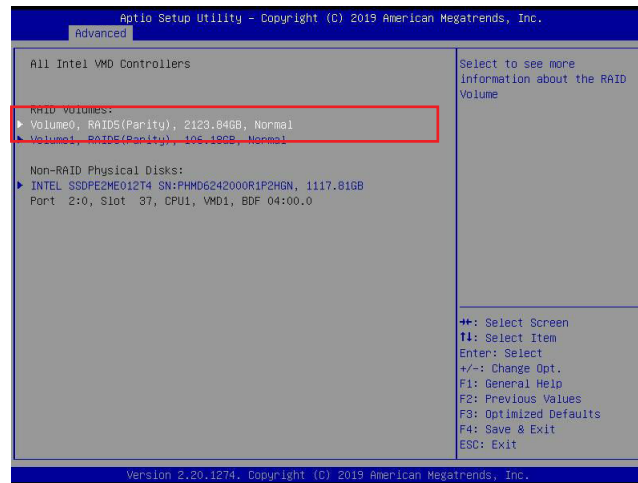 Aptio Setup Utility – Copyright (C) 2019 American Megatrends, Inc.
Advanced
All Intel VMD Controllers
RAID Volumes:
Volume0, RAID5(Parity), 2123.84GB, Normal
Volume1, RAID5(Parity), 106.18GB, Normal
Non-RAID Physical Disks:
INTEL SSDPE2ME012T4 SN:PHMD6242000R1P2HGN, 1117.81GB
Port 2:0, Slot 37, CPU1, VMD1, BDF 04:00.0
Select to see more
information about the RAID
Volume
→←: Select Screen
↑↓: Select Item
Enter: Select
+/-: Change Opt.
F1: General Help
F2: Previous Values
F3: Optimized Defaults
F4: Save & Exit
ESC: Exit
Version 2.20.1274. Copyright (C) 2019 American Megatrends, Inc.